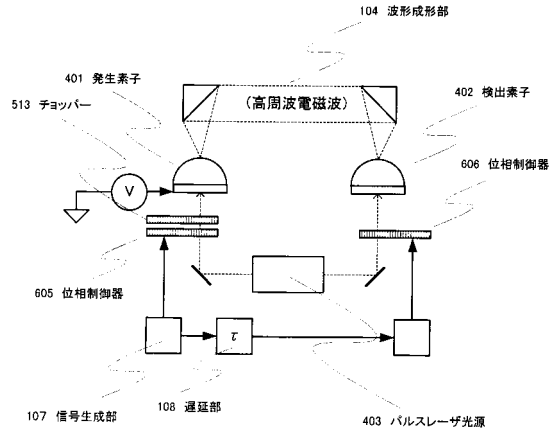 104 波形成形部
401 発生素子
(高周波電磁波)
402 検出素子
513 チョッパー
606 位相制御器
V
605 位相制御器
τ
107 信号生成部
108 遅延部
403 パルスレーザ光源